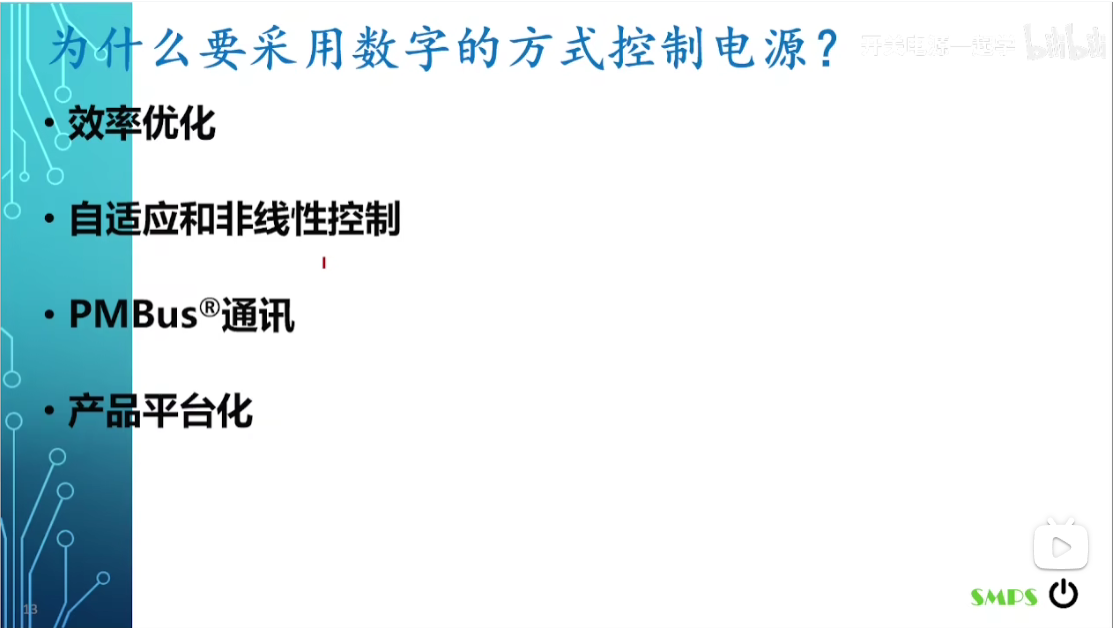 为什么要采用数字的方式控制电源？
开关电源一起学 bilibili
• 效率优化
• 自适应和非线性控制
• PMBus®通讯
• 产品平台化
SMPS
13